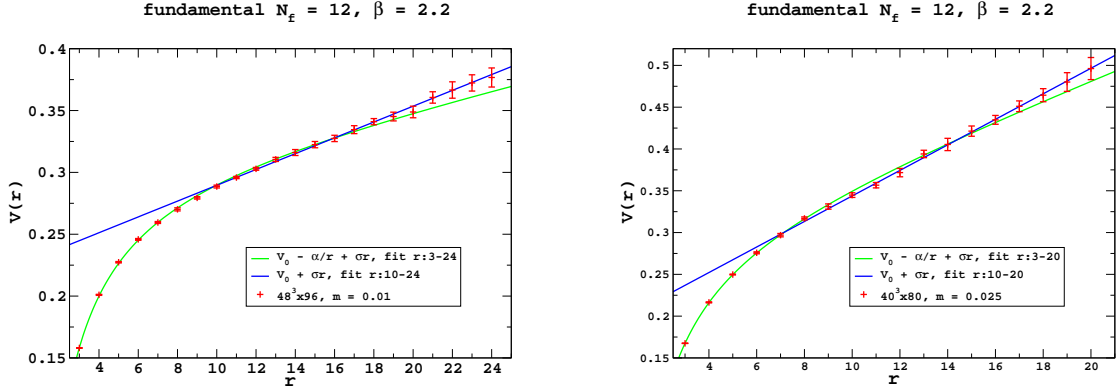 fundamental N_f = 12, β = 2.2
0.4
0.35
0.3
0.25
0.2
0.15
V(r)
V_0 - α/r + σr, fit r:3-24
V_0 + σr, fit r:10-24
48^3x96, m = 0.01
4 6 8 10 12 14 16 18 20 22 24
r
fundamental N_f = 12, β = 2.2
0.5
0.45
0.4
0.35
0.3
0.25
0.2
0.15
V(r)
V_0 - α/r + σr, fit r:3-20
V_0 + σr, fit r:10-20
40^3x80, m = 0.025
4 6 8 10 12 14 16 18 20
r